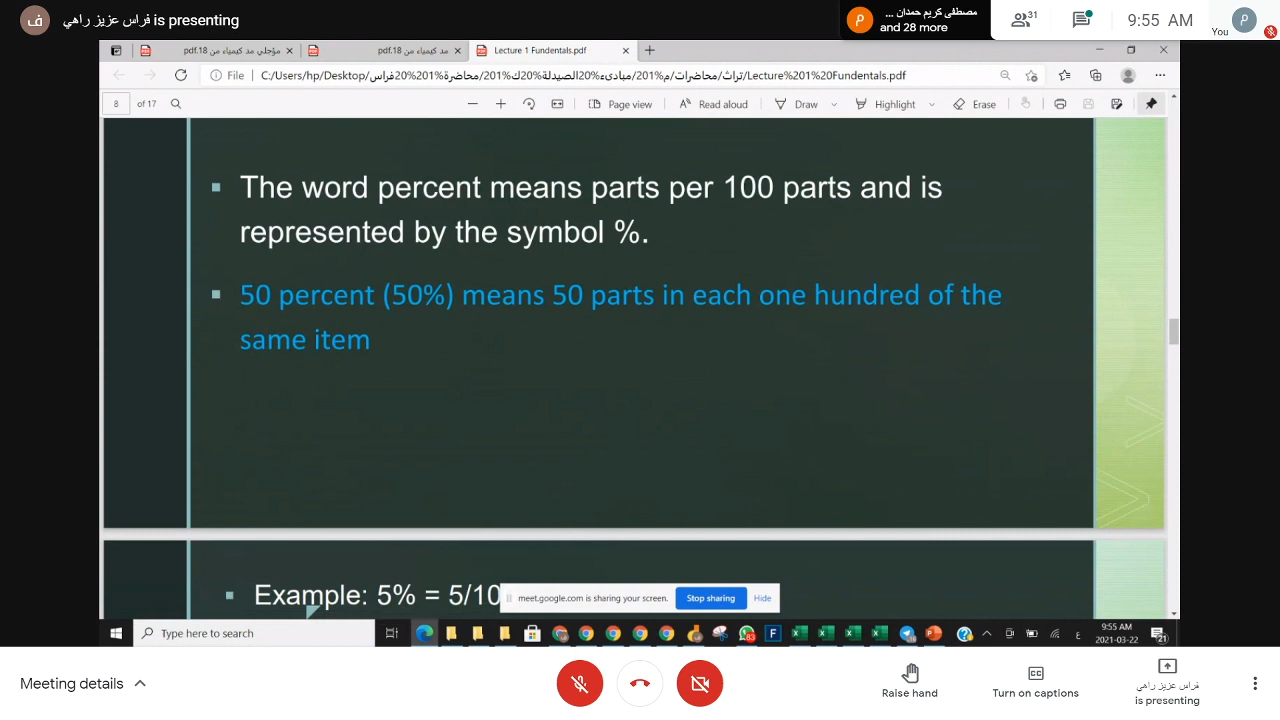 ف فراس عزيز راهي is presenting
P مصطفى كريم حمدان ...
and 28 more
31
9:55 AM
You
P
مؤجلي مد كيمياء من 18.pdf
مد كيمياء من 18.pdf
Lecture 1 Fundentals.pdf
File C:/Users/hp/Desktop/تراث/محاضرات/م%201/مبادىء%20الصيدلة%20ك%201/محاضرة%201%20فراس/Lecture%201%20Fundentals.pdf
8 of 17
Page view
Read aloud
Draw
Highlight
Erase
The word percent means parts per 100 parts and is
represented by the symbol %.
50 percent (50%) means 50 parts in each one hundred of the
same item
Example: 5% = 5/10
meet.google.com is sharing your screen.
Stop sharing
Hide
Type here to search
83
F
ع
9:55 AM
2021-03-22
21
Meeting details
Raise hand
Turn on captions
فراس عزيز راهي
is presenting